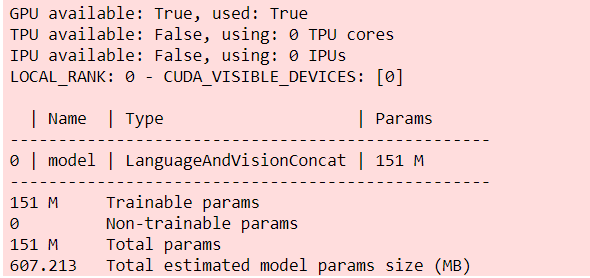 GPU available: True, used: True
TPU available: False, using: 0 TPU cores
IPU available: False, using: 0 IPUs
LOCAL_RANK: 0 - CUDA_VISIBLE_DEVICES: [0]
  | Name  | Type                    | Params
--------------------------------------------------
0 | model | LanguageAndVisionConcat | 151 M
--------------------------------------------------
151 M     Trainable params
0         Non-trainable params
151 M     Total params
607.213   Total estimated model params size (MB)